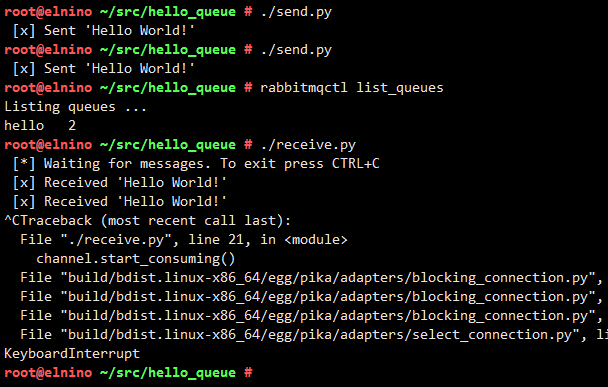 root@elnino ~/src/hello_queue # ./send.py
 [x] Sent 'Hello World!'
root@elnino ~/src/hello_queue # ./send.py
 [x] Sent 'Hello World!'
root@elnino ~/src/hello_queue # rabbitmqctl list_queues
Listing queues ...
hello   2
root@elnino ~/src/hello_queue # ./receive.py
 [*] Waiting for messages. To exit press CTRL+C
 [x] Received 'Hello World!'
 [x] Received 'Hello World!'
^CTraceback (most recent call last):
  File "./receive.py", line 21, in <module>
    channel.start_consuming()
  File "build/bdist.linux-x86_64/egg/pika/adapters/blocking_connection.py",
  File "build/bdist.linux-x86_64/egg/pika/adapters/blocking_connection.py",
  File "build/bdist.linux-x86_64/egg/pika/adapters/blocking_connection.py",
  File "build/bdist.linux-x86_64/egg/pika/adapters/select_connection.py", li
KeyboardInterrupt
root@elnino ~/src/hello_queue #